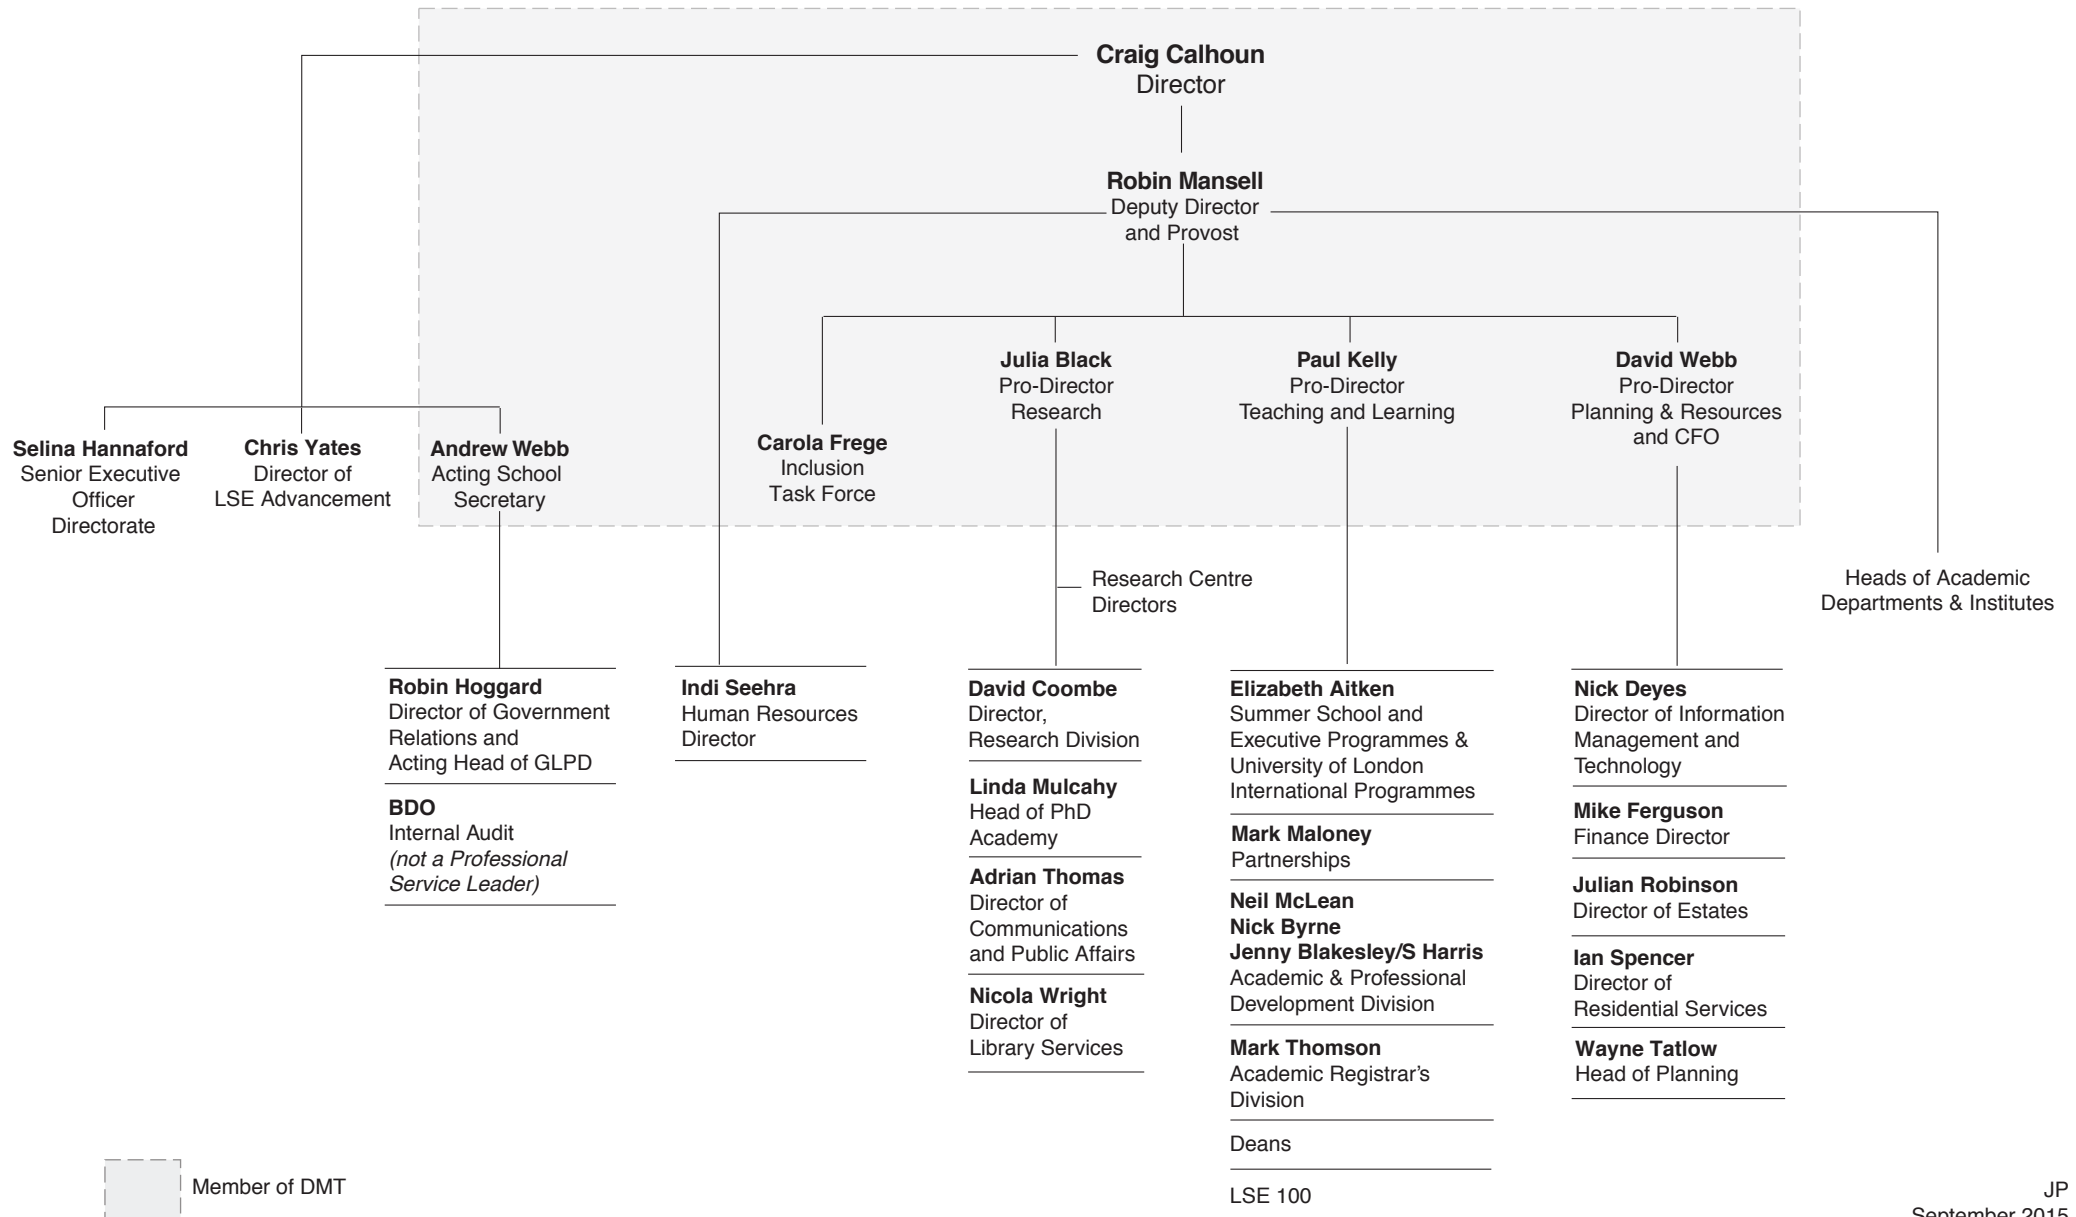 Craig Calhoun
Director
Robin Mansell
Deputy Director
and Provost
Julia Black
Pro-Director
Research
Paul Kelly
Pro-Director
Teaching and Learning
David Webb
Pro-Director
Planning & Resources
and CFO
Selina Hannaford
Senior Executive
Officer
Directorate
Chris Yates
Director of
LSE Advancement
Andrew Webb
Acting School
Secretary
Carola Frege
Inclusion
Task Force
Research Centre
Directors
Heads of Academic
Departments & Institutes
Robin Hoggard
Director of Government
Relations and
Acting Head of GLPD
BDO
Internal Audit
(not a Professional
Service Leader)
Indi Seehra
Human Resources
Director
David Coombe
Director,
Research Division
Linda Mulcahy
Head of PhD
Academy
Adrian Thomas
Director of
Communications
and Public Affairs
Nicola Wright
Director of
Library Services
Elizabeth Aitken
Summer School and
Executive Programmes &
University of London
International Programmes
Mark Maloney
Partnerships
Neil McLean
Nick Byrne
Jenny Blakesley/S Harris
Academic & Professional
Development Division
Mark Thomson
Academic Registrar’s
Division
Deans
LSE 100
Nick Deyes
Director of Information
Management and
Technology
Mike Ferguson
Finance Director
Julian Robinson
Director of Estates
Ian Spencer
Director of
Residential Services
Wayne Tatlow
Head of Planning
Member of DMT
JP
September 2015